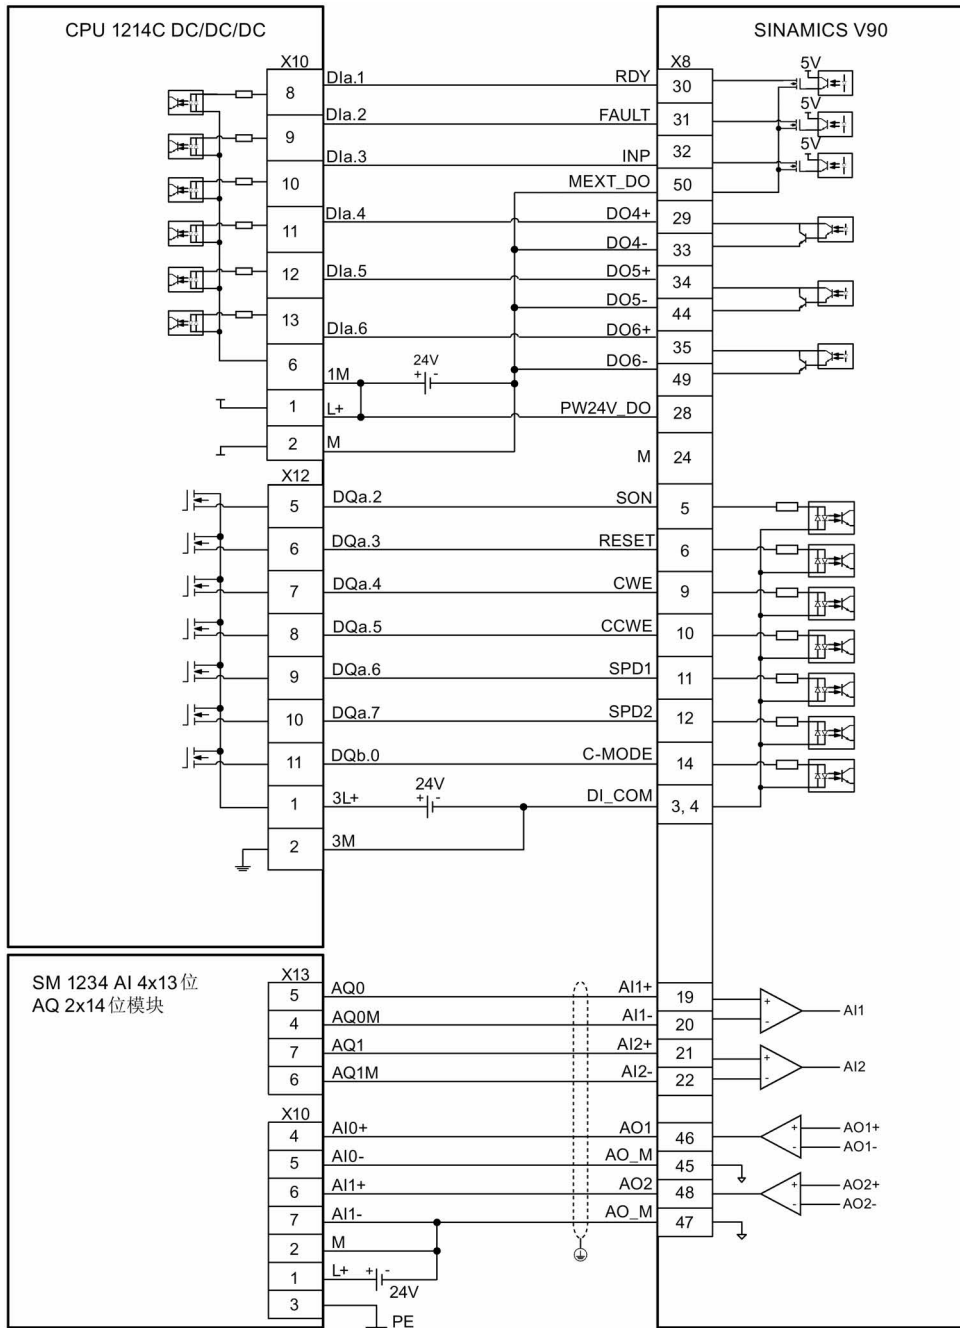 CPU 1214C DC/DC/DC
SINAMICS V90
X10
X8
8 DIa.1 RDY 30 5V
9 DIa.2 FAULT 31 5V
10 DIa.3 INP 32 5V
MEXT_DO 50
11 DIa.4 DO4+ 29
DO4- 33
12 DIa.5 DO5+ 34
DO5- 44
13 DIa.6 DO6+ 35
DO6- 49
6 1M + 24V -
1 L+ PW24V_DO 28
2 M
M 24
X12
5 DQa.2 SON 5
6 DQa.3 RESET 6
7 DQa.4 CWE 9
8 DQa.5 CCWE 10
9 DQa.6 SPD1 11
10 DQa.7 SPD2 12
11 DQb.0 C-MODE 14
1 3L+ + 24V - DI_COM 3, 4
2 3M
SM 1234 AI 4x13位
AQ 2x14位模块
X13
5 AQ0 AI1+ 19 + AI1
4 AQ0M AI1- 20 -
7 AQ1 AI2+ 21 + AI2
6 AQ1M AI2- 22 -
X10
4 AI0+ AO1 46 + AO1+
- AO1-
5 AI0- AO_M 45
6 AI1+ AO2 48 + AO2+
- AO2-
7 AI1- AO_M 47
2 M
1 L+ + - 24V
3 PE